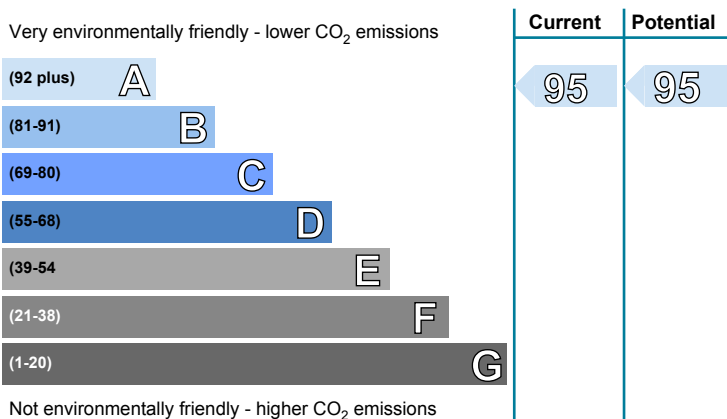 Very environmentally friendly - lower CO2 emissions
Current
Potential
(92 plus) A
95
95
(81-91) B
(69-80) C
(55-68) D
(39-54 E
(21-38) F
(1-20) G
Not environmentally friendly - higher CO2 emissions